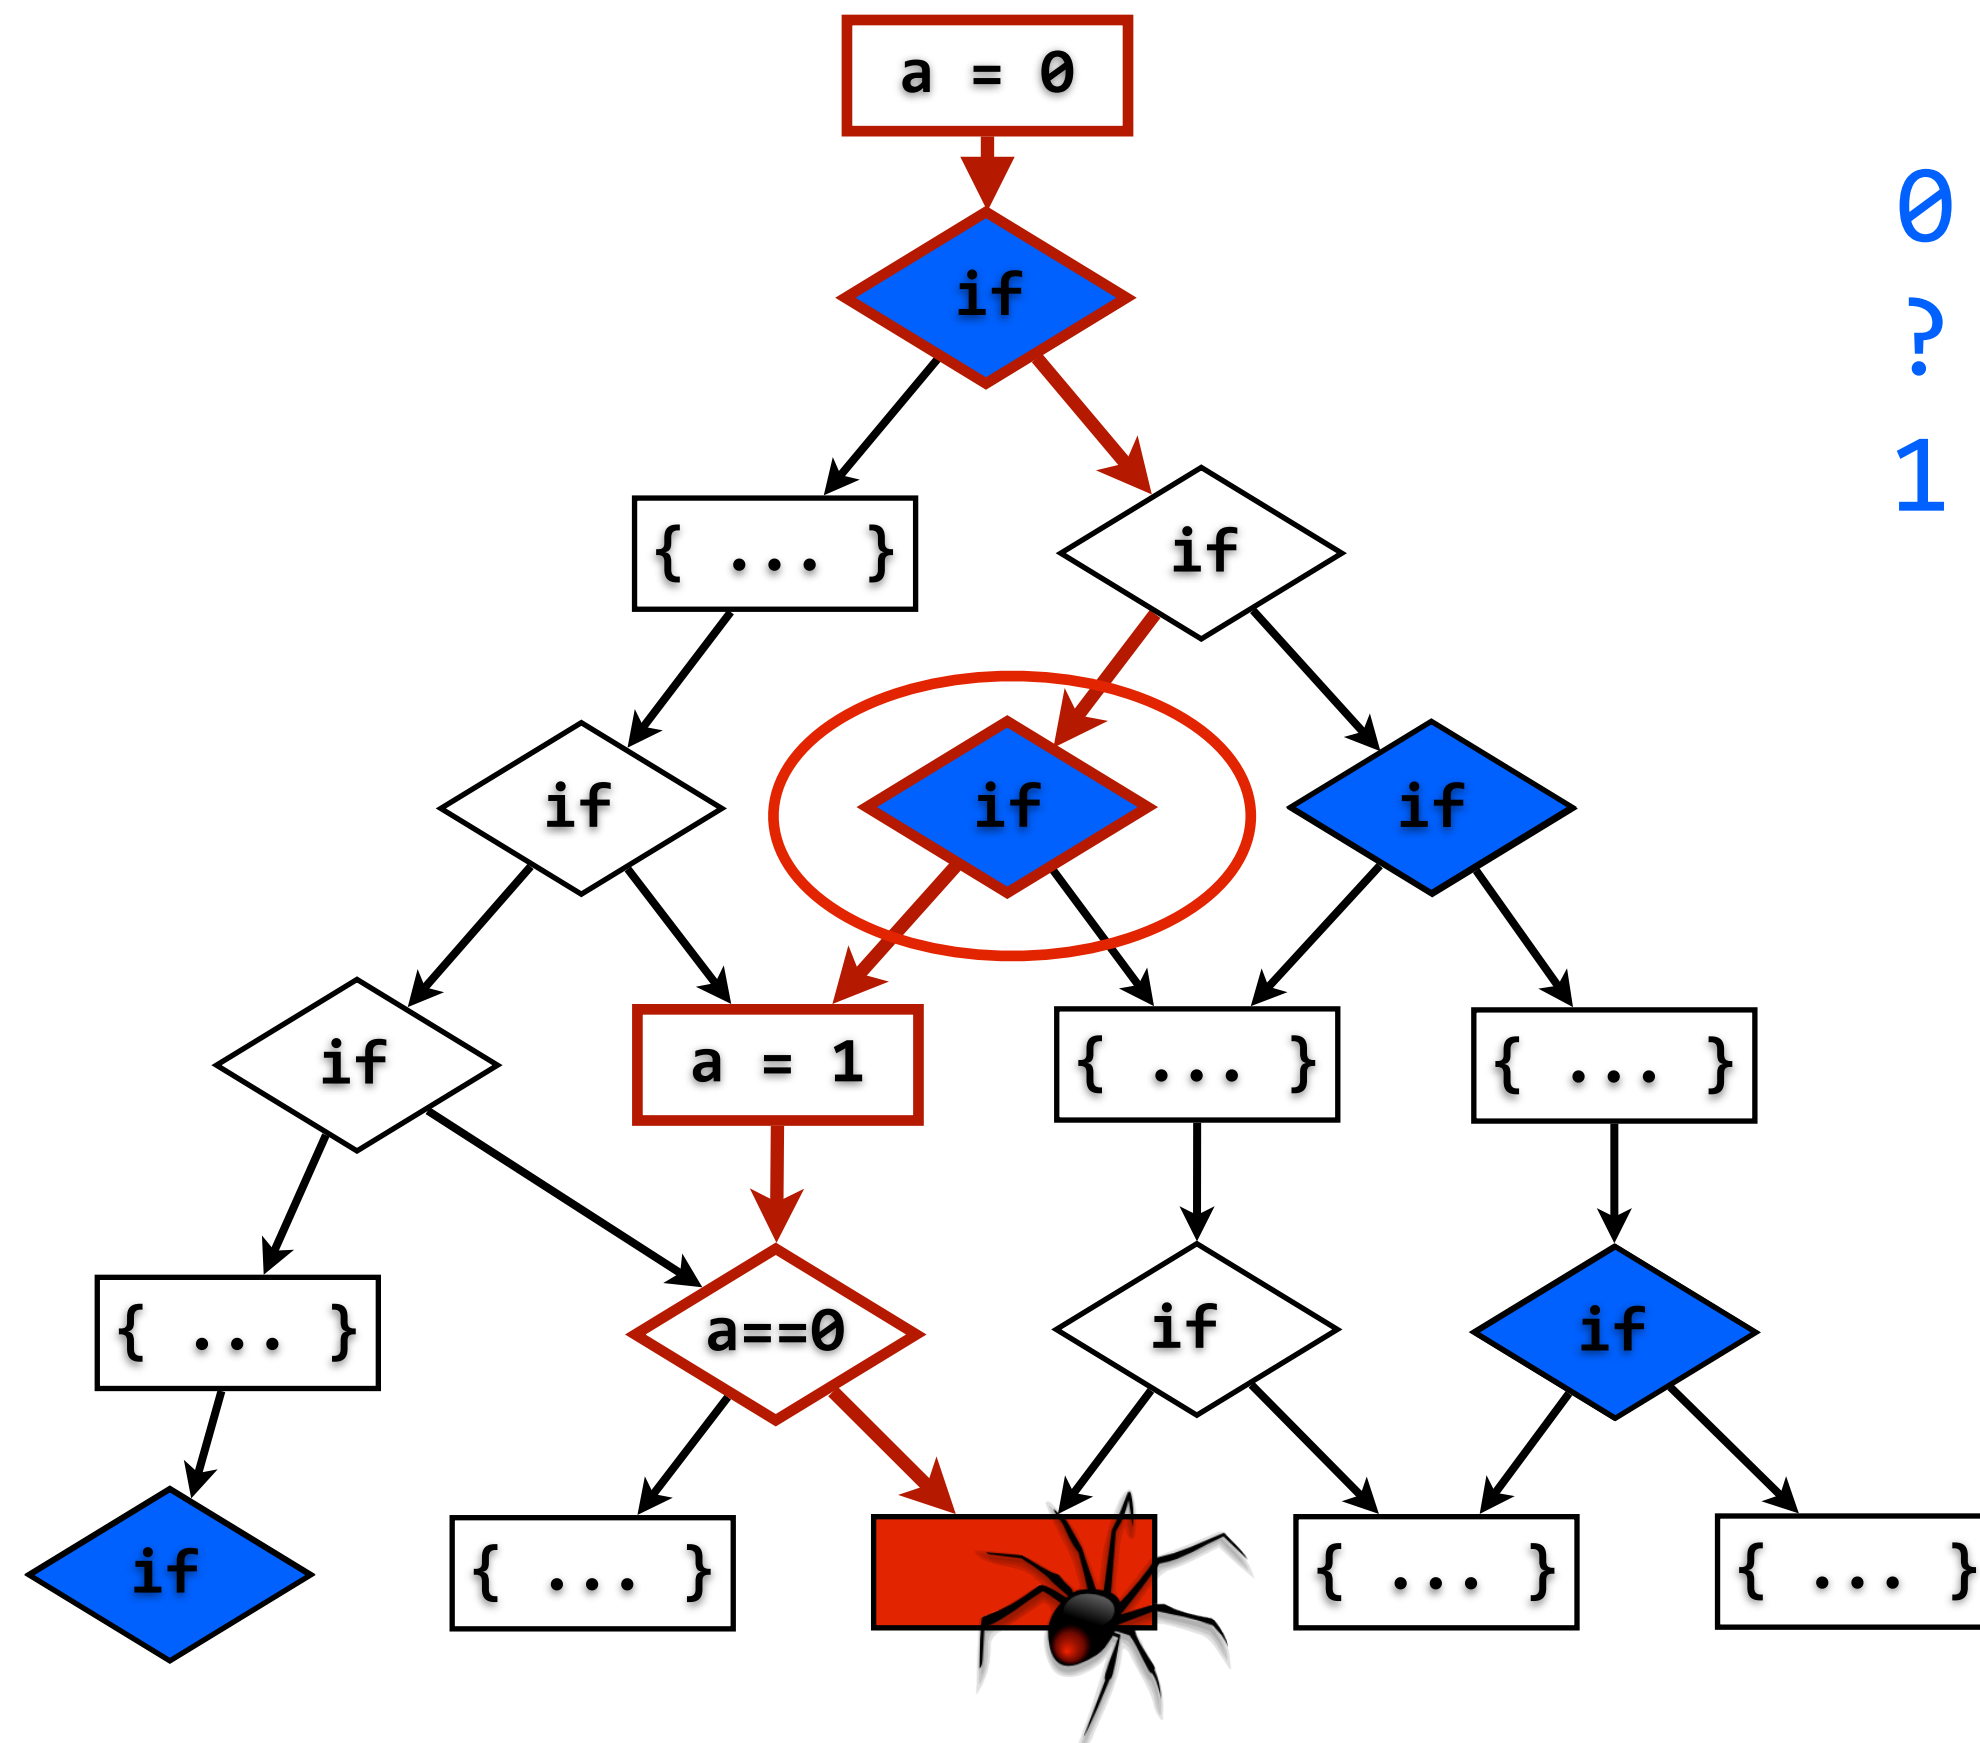 a = 0
0
if
?
1
{ ... }
if
if
if
if
if
a = 1
{ ... }
{ ... }
{ ... }
a==0
if
if
if
{ ... }
{ ... }
{ ... }